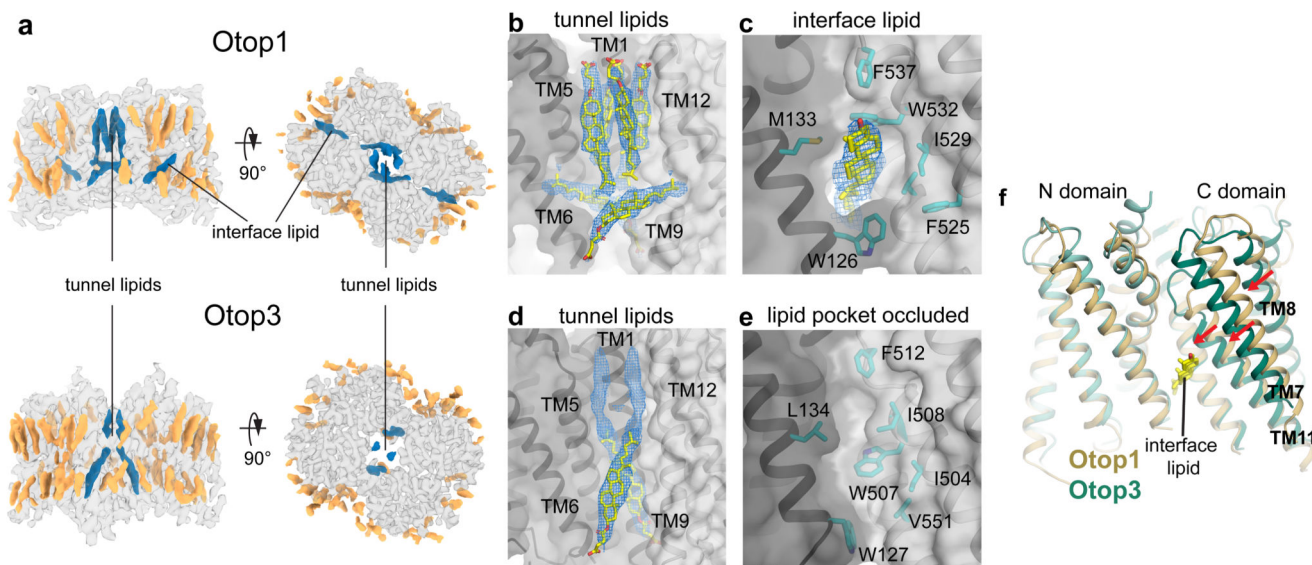 a
Otop1
90°
interface lipid
tunnel lipids
tunnel lipids
Otop3
90°
b
tunnel lipids
TM1
TM5
TM12
TM6
TM9
c
interface lipid
F537
W532
M133
I529
F525
W126
d
tunnel lipids
TM1
TM12
TM5
TM6
TM9
e
lipid pocket occluded
F512
L134
I508
I504
W507
V551
W127
f
N domain
C domain
TM8
TM7
TM11
interface
lipid
Otop1
Otop3